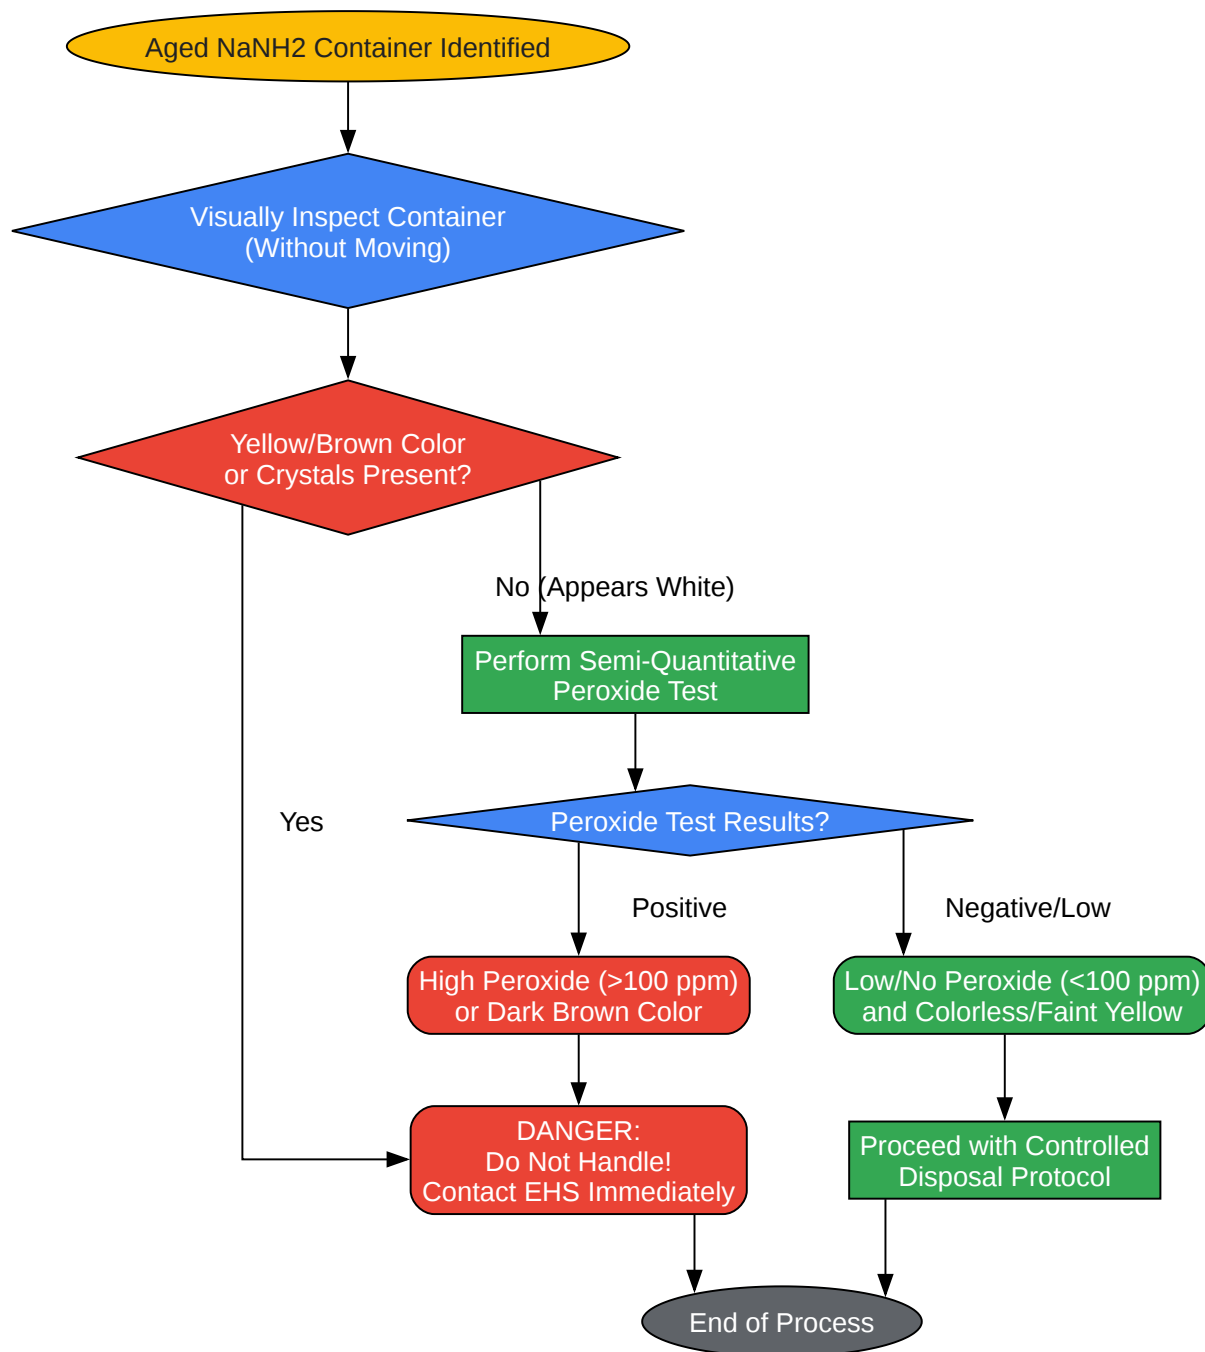 Aged NaNH2 Container Identified
Visually Inspect Container
(Without Moving)
Yellow/Brown Color
or Crystals Present?
No (Appears White)
Perform Semi-Quantitative
Peroxide Test
Yes
Peroxide Test Results?
Positive
Negative/Low
High Peroxide (>100 ppm)
or Dark Brown Color
Low/No Peroxide (<100 ppm)
and Colorless/Faint Yellow
DANGER:
Do Not Handle!
Contact EHS Immediately
Proceed with Controlled
Disposal Protocol
End of Process